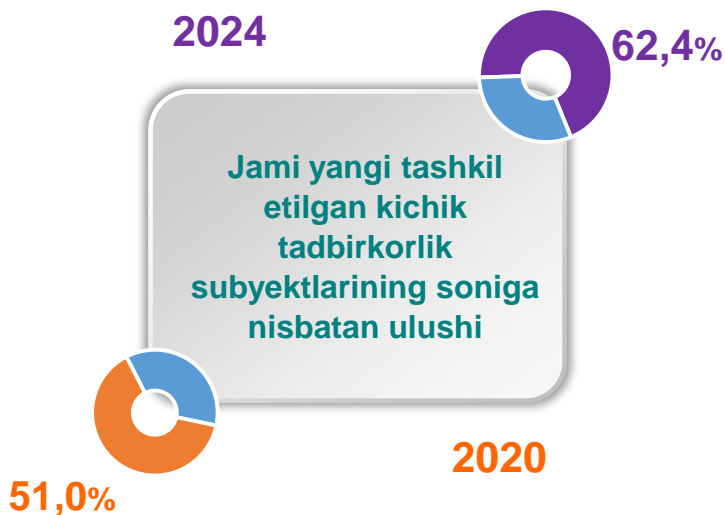 2024
62,4%
Jami yangi tashkil
etilgan kichik
tadbirkorlik
subyektlarining soniga
nisbatan ulushi
2020
51,0%